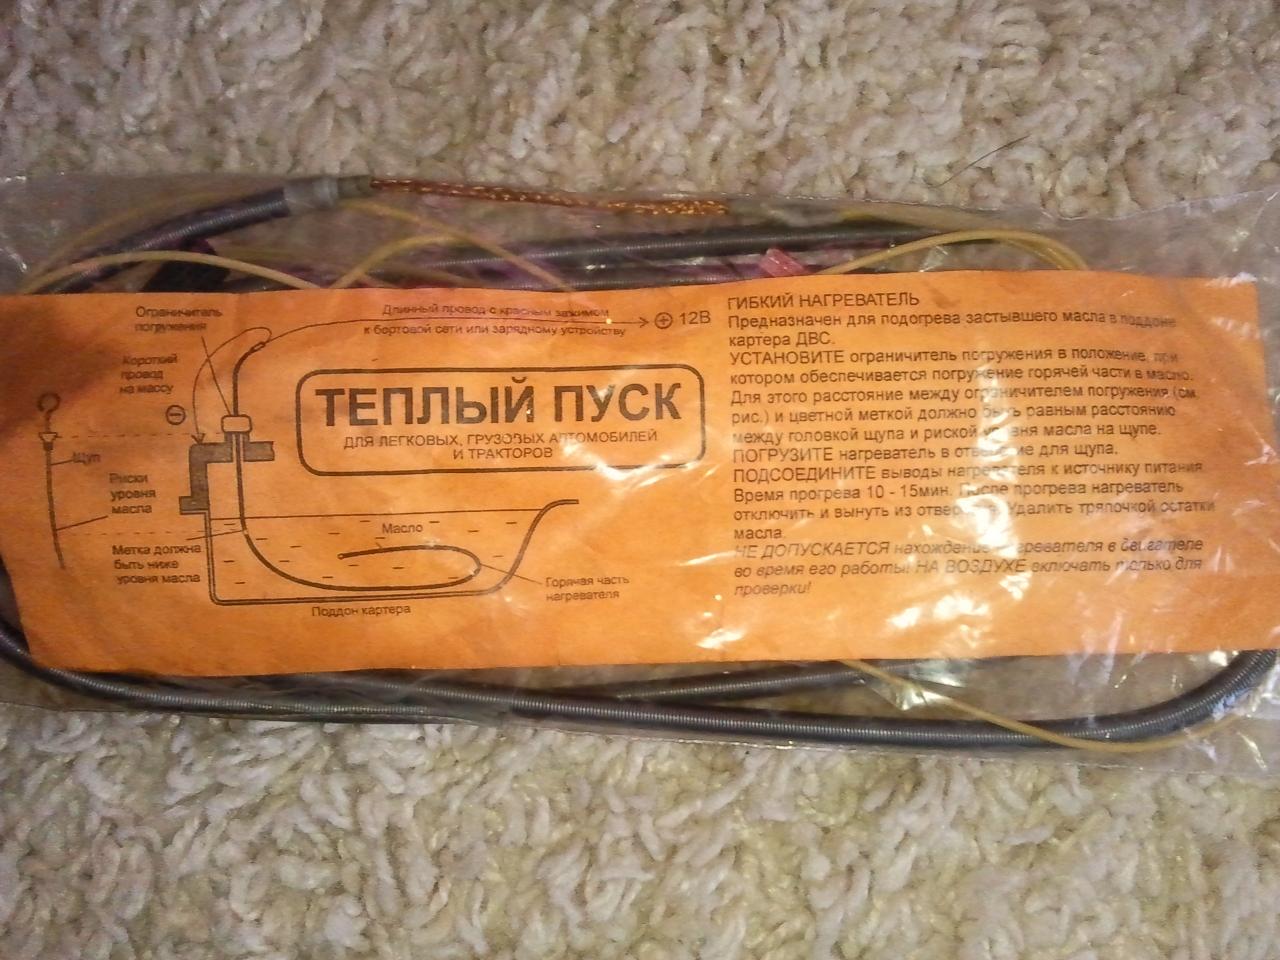 Ограничитель
погружения
Длинный провод с красным зажимом
к бортовой сети или зарядному устройству
⊕ 12В
Короткий
провод
на массу
⊖
ТЕПЛЫЙ ПУСК
ДЛЯ ЛЕГКОВЫХ, ГРУЗОВЫХ АВТОМОБИЛЕЙ
И ТРАКТОРОВ
Щуп
Риски
уровня
масла
Масло
Метка должна
быть ниже
уровня масла
Горячая часть
нагревателя
Поддон картера
ГИБКИЙ НАГРЕВАТЕЛЬ
Предназначен для подогрева застывшего масла в поддоне
картера ДВС.
УСТАНОВИТЕ ограничитель погружения в положение, при
котором обеспечивается погружение горячей части в масло.
Для этого расстояние между ограничителем погружения (см.
рис.) и цветной меткой должно быть равным расстоянию
между головкой щупа и риской уровня масла на щупе.
ПОГРУЗИТЕ нагреватель в отверстие для щупа.
ПОДСОЕДИНИТЕ выводы нагревателя к источнику питания.
Время прогрева 10 - 15мин. После прогрева нагреватель
отключить и вынуть из отверстия. Удалить тряпочкой остатки
масла.
НЕ ДОПУСКАЕТСЯ нахождение нагревателя в двигателе
во время его работы! НА ВОЗДУХЕ включать только для
проверки!